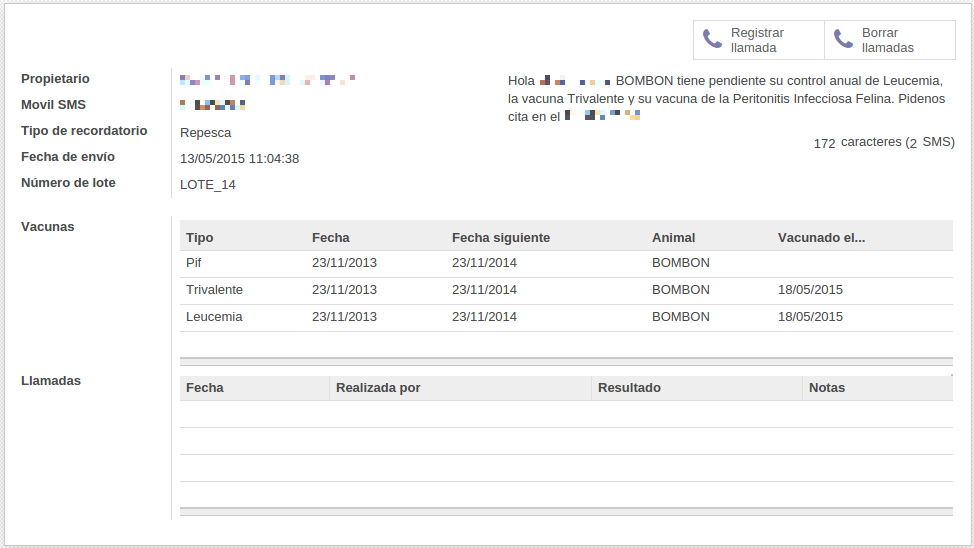 Registrar
llamada
Borrar
llamadas
Propietario
Hola BOMBON tiene pendiente su control anual de Leucemia,
la vacuna Trivalente y su vacuna de la Peritonitis Infecciosa Felina. Pidenos
cita en el
Movil SMS
Tipo de recordatorio Repesca
172 caracteres (2 SMS)
Fecha de envío 13/05/2015 11:04:38
Número de lote LOTE_14
Vacunas
Tipo Fecha Fecha siguiente Animal Vacunado el...
Pif 23/11/2013 23/11/2014 BOMBON
Trivalente 23/11/2013 23/11/2014 BOMBON 18/05/2015
Leucemia 23/11/2013 23/11/2014 BOMBON 18/05/2015
Llamadas
Fecha Realizada por Resultado Notas